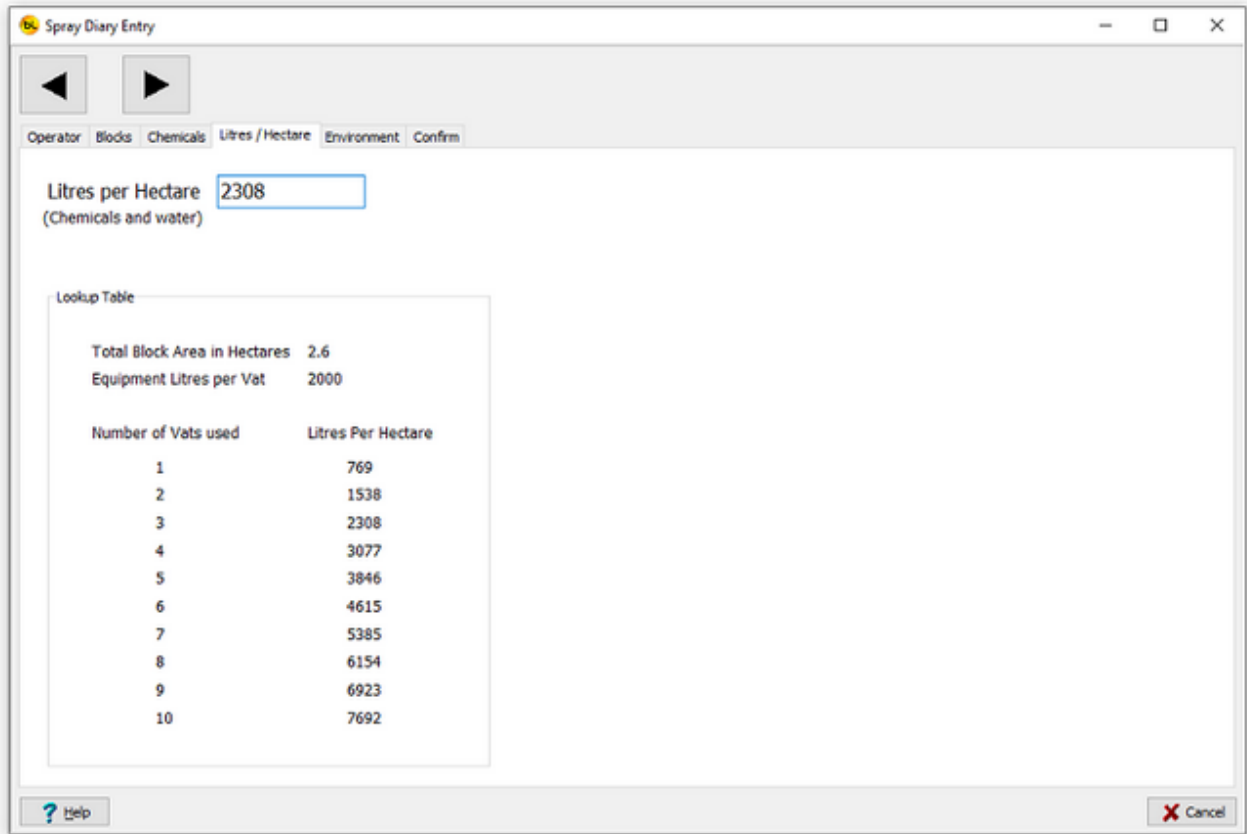 Spray Diary Entry
Operator Blocks Chemicals Litres / Hectare Environment Confirm
Litres per Hectare 2308
(Chemicals and water)
Lookup Table
Total Block Area in Hectares 2.6
Equipment Litres per Vat 2000
Number of Vats used Litres Per Hectare
1 769
2 1538
3 2308
4 3077
5 3846
6 4615
7 5385
8 6154
9 6923
10 7692
? Help Cancel